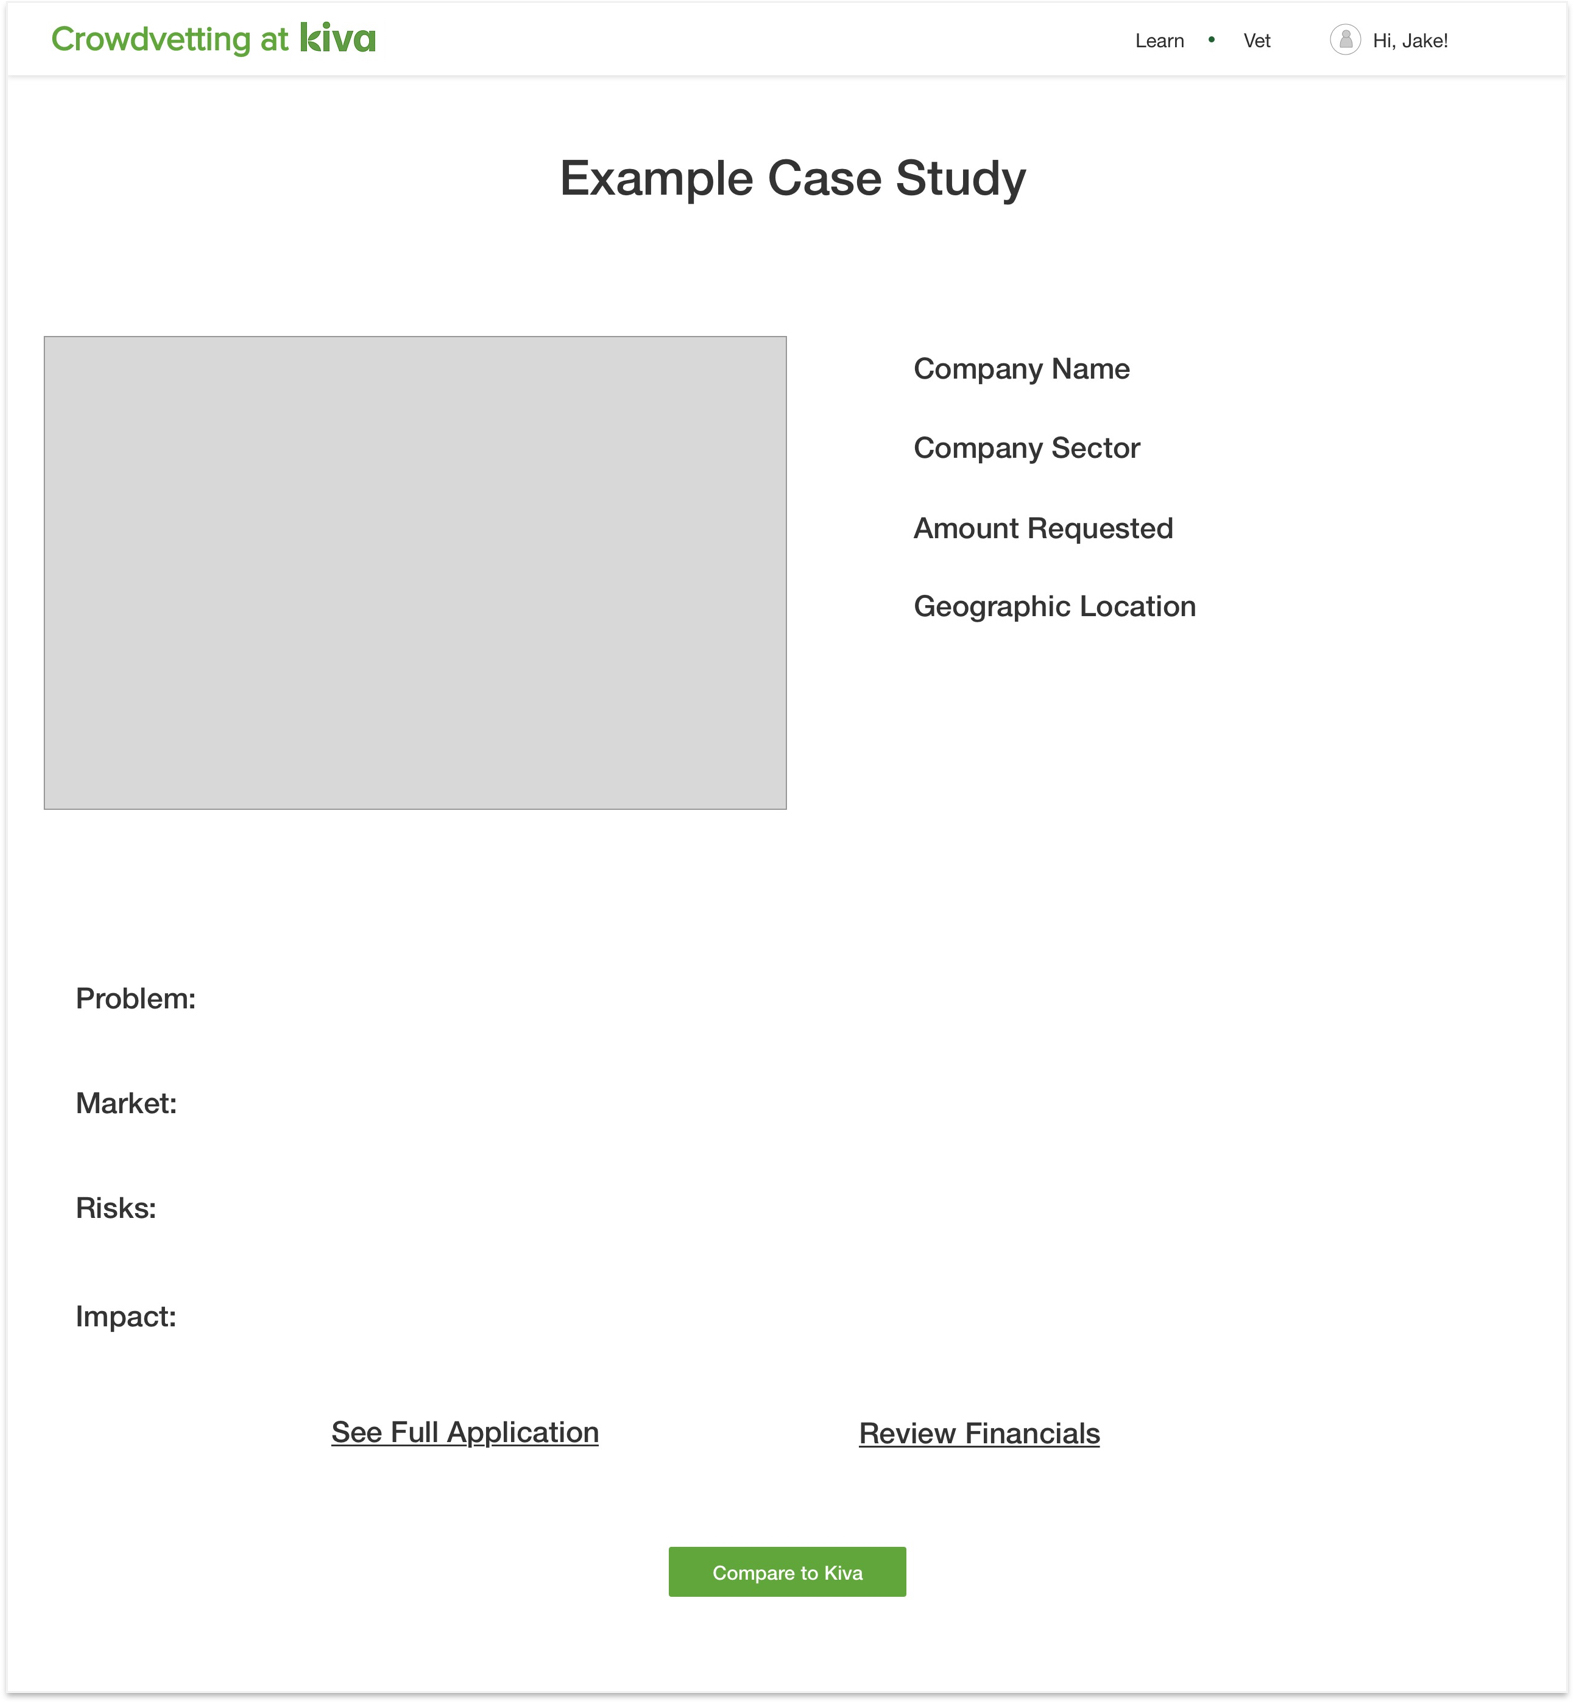 Crowdvetting at kiva
Learn • Vet
Hi, Jake!
Example Case Study
Company Name
Company Sector
Amount Requested
Geographic Location
Problem:
Market:
Risks:
Impact:
See Full Application
Review Financials
Compare to Kiva